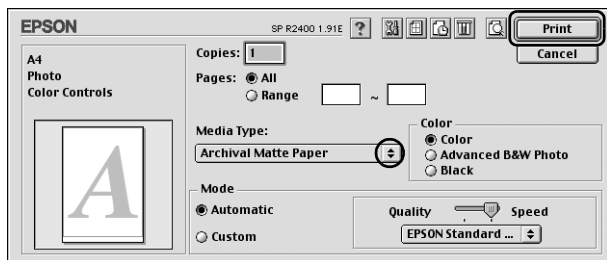 EPSON
SP R2400 1.91E
?
Print
Cancel
A4
Photo
Color Controls
A
Copies: 1
Pages: All
Range ~
Media Type:
Archival Matte Paper
Color
Color
Advanced B&W Photo
Black
Mode
Automatic
Custom
Quality Speed
EPSON Standard ...